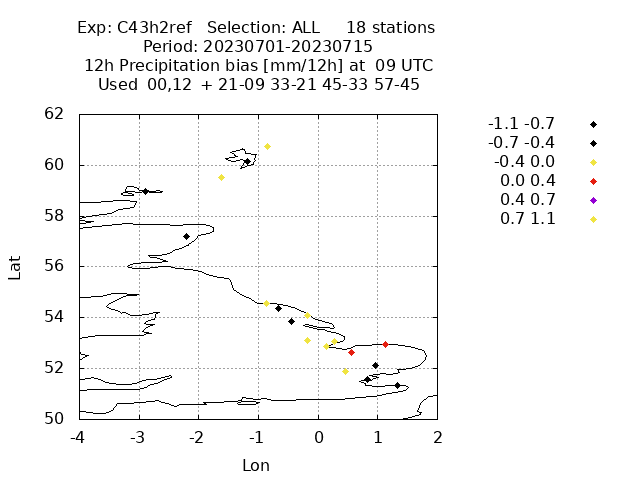 Exp: C43h2ref   Selection: ALL     18 stations
Period: 20230701-20230715
12h Precipitation bias [mm/12h] at  09 UTC
Used  00,12  + 21-09 33-21 45-33 57-45
-1.1 -0.7
-0.7 -0.4
-0.4 0.0
0.0 0.4
0.4 0.7
0.7 1.1
62
60
58
56
54
52
50
Lat
-4 -3 -2 -1 0 1 2
Lon